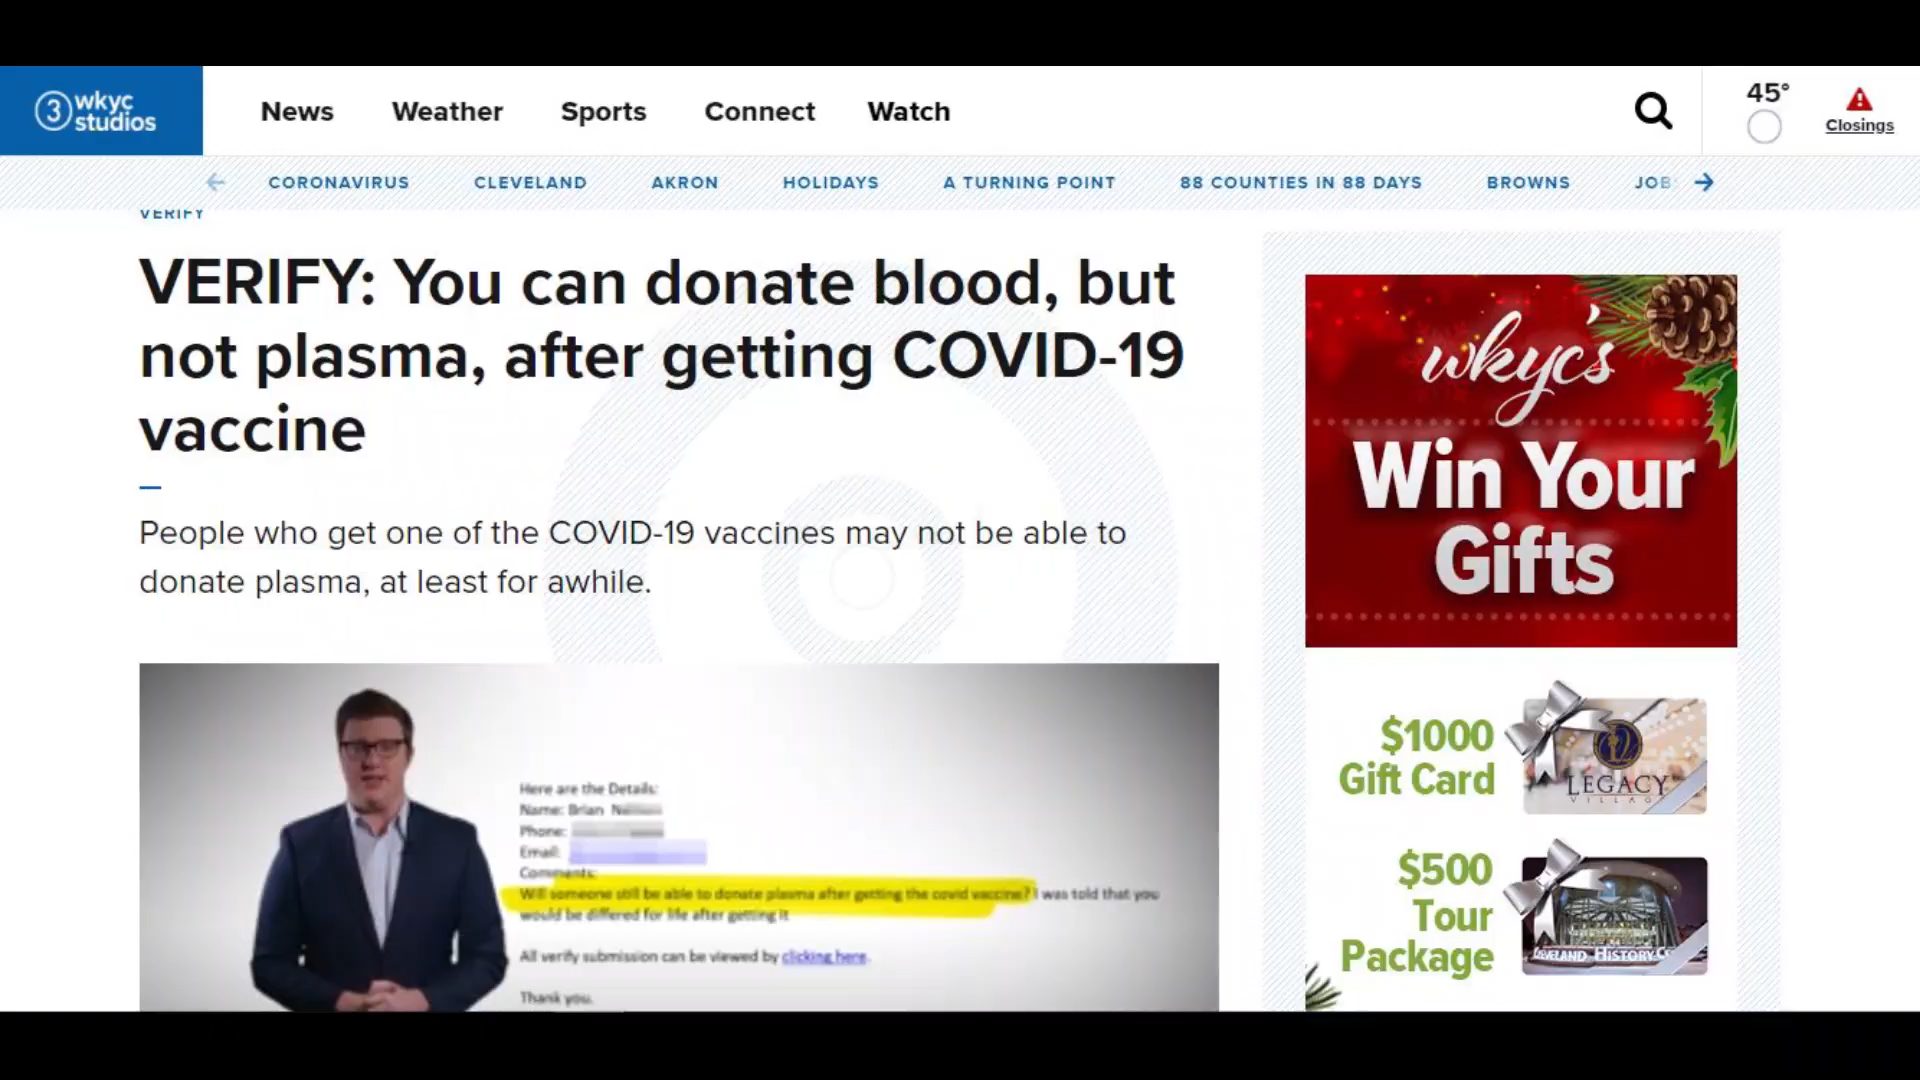 3 wkyc studios
News Weather Sports Connect Watch
45°
Closings
CORONAVIRUS CLEVELAND AKRON HOLIDAYS A TURNING POINT 88 COUNTIES IN 88 DAYS BROWNS JOB
VERIFY
VERIFY: You can donate blood, but
not plasma, after getting COVID-19
vaccine
People who get one of the COVID-19 vaccines may not be able to
donate plasma, at least for awhile.
Here are the Details:
Name: Brian
Phone:
Email:
Comments:
Will someone still be able to donate plasma after getting the covid vaccine? I was told that you
would be differed for life after getting it
All verify submission can be viewed by clicking here.
Thank you.
wkyc's
Win Your
Gifts
$1000
Gift Card
LEGACY
VILLAGE
$500
Tour
Package
CLEVELAND HISTORY C